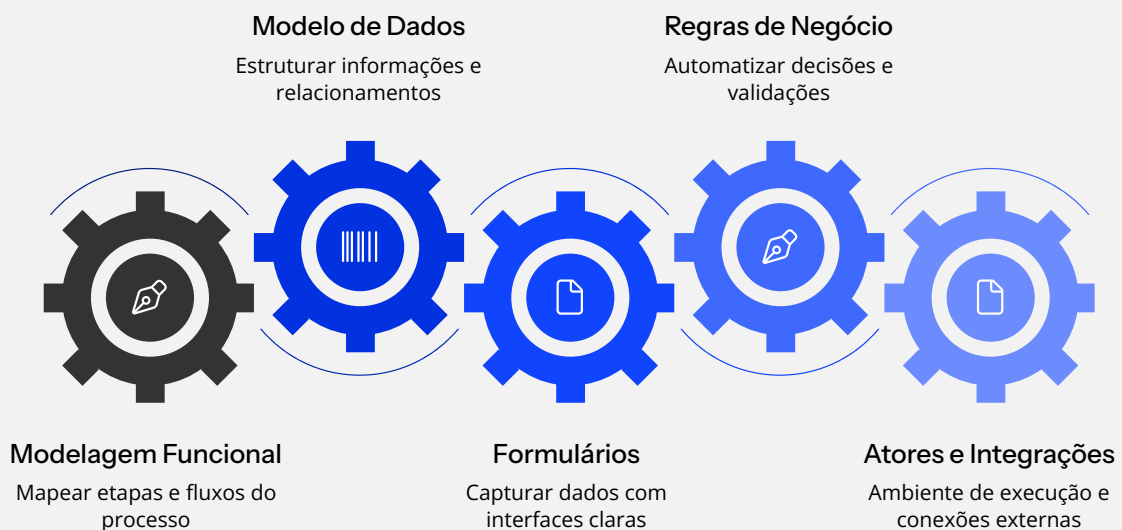 Modelo de Dados
Estruturar informações e
relacionamentos
Regras de Negócio
Automatizar decisões e
validações
Modelagem Funcional
Mapear etapas e fluxos do
processo
Formulários
Capturar dados com
interfaces claras
Atores e Integrações
Ambiente de execução e
conexões externas